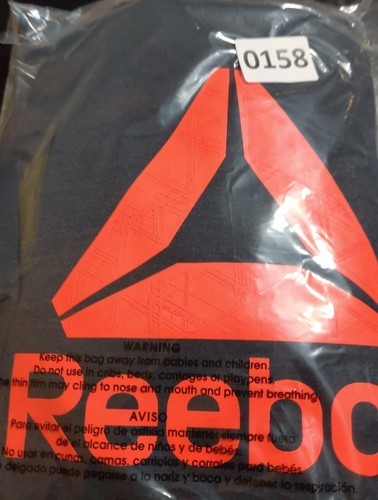 0158
WARNING
Keep this bag away from babies and children.
Do not use in cribs, beds, carriages or playpens.
he thin film may cling to nose and mouth and prevent breathing.
Reebo
AVISO
Para evitar el peligro de asfixia mantener siempre fuera
de el alcance de niños y de bebés
No usar en cunas, camas, carriolas y corrales para bebés.
delgado puede pegarse a la nariz y boca y detener la respiración.